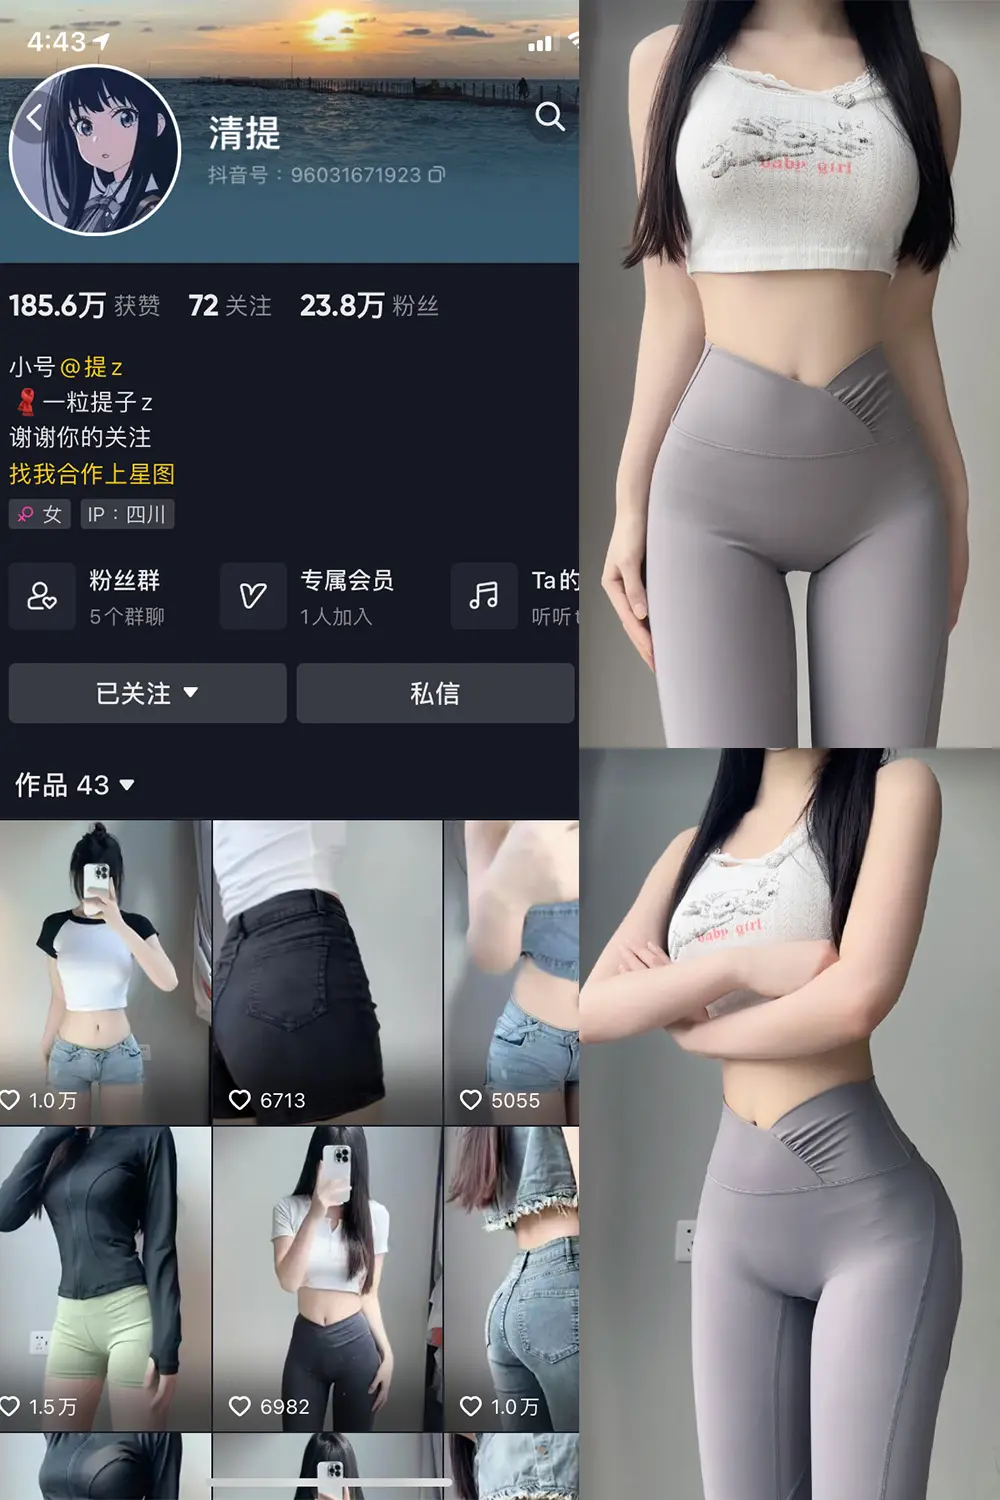 4:43
清提
抖音号：96031671923
185.6万 获赞 72 关注 23.8万 粉丝
小号@提z
一粒提子z
谢谢你的关注
找我合作上星图
女 IP：四川
粉丝群 专属会员 Ta的
5个群聊 1人加入 听听t
已关注 私信
作品 43
1.0万 6713 5055
1.5万 6982 1.0万
baby girl
baby girl